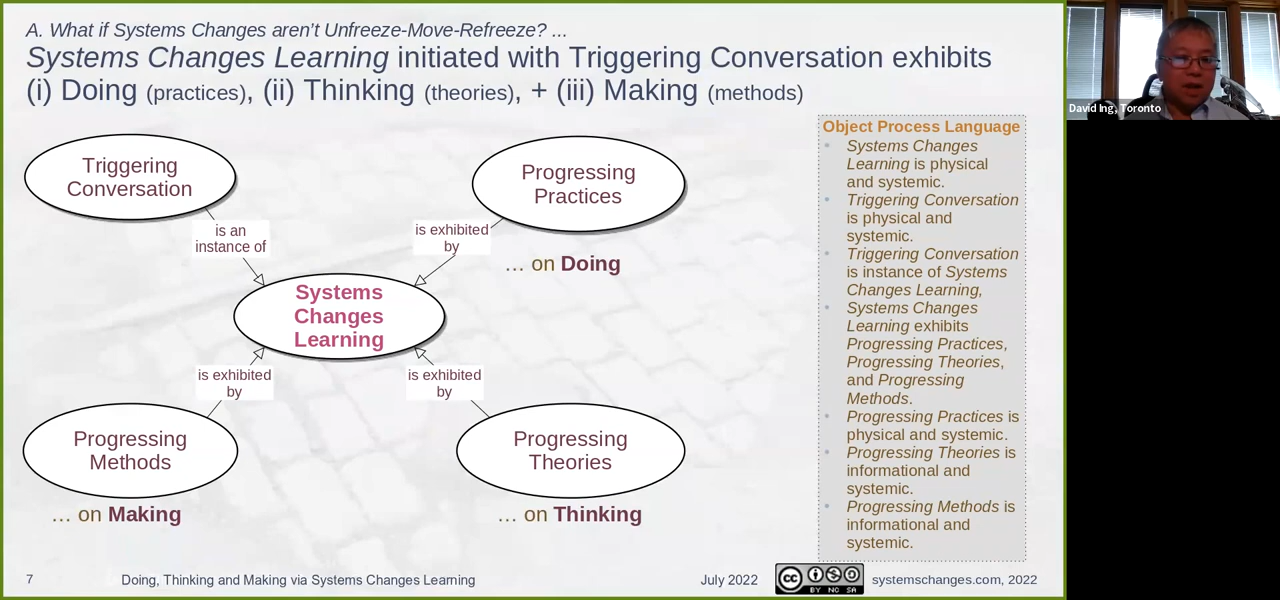 A. What if Systems Changes aren't Unfreeze-Move-Refreeze? ...
Systems Changes Learning initiated with Triggering Conversation exhibits
(i) Doing (practices), (ii) Thinking (theories), + (iii) Making (methods)
Triggering
Conversation
Progressing
Practices
is an
instance of
is exhibited
by
… on Doing
Systems
Changes
Learning
is exhibited
by
is exhibited
by
Progressing
Methods
Progressing
Theories
… on Making
… on Thinking
Object Process Language
• Systems Changes
Learning is physical
and systemic.
• Triggering Conversation
is physical and
systemic.
• Triggering Conversation
is instance of Systems
Changes Learning,
• Systems Changes
Learning exhibits
Progressing Practices,
Progressing Theories,
and Progressing
Methods.
• Progressing Practices is
physical and systemic.
• Progressing Theories is
informational and
systemic.
• Progressing Methods is
informational and
systemic.
7
Doing, Thinking and Making via Systems Changes Learning
July 2022
cc
BY NC SA
systemschanges.com, 2022
David Ing, Toronto